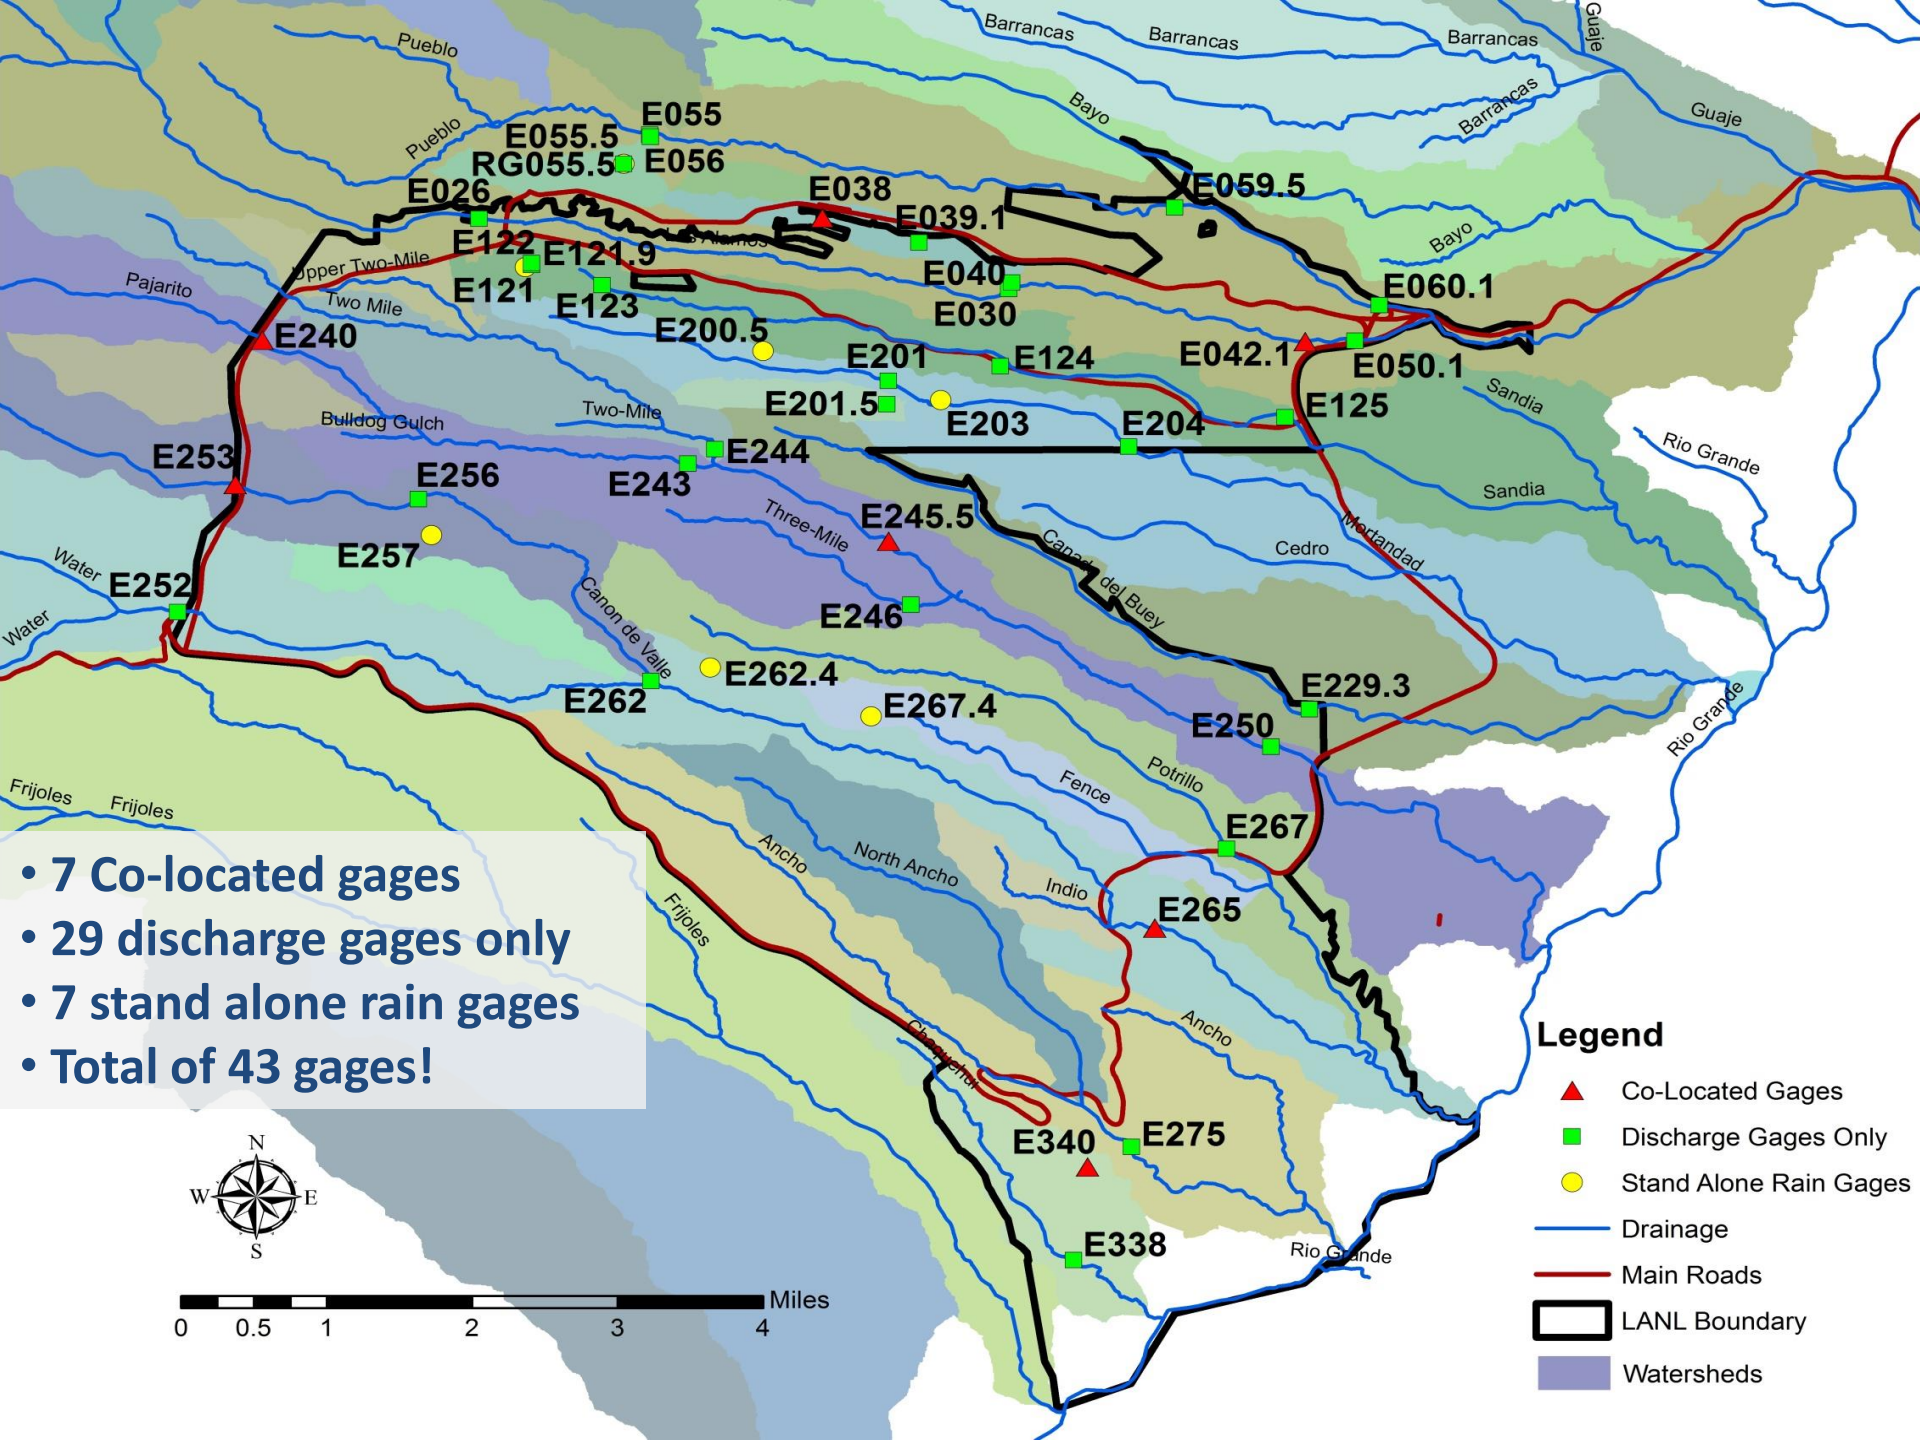 Pueblo
Barrancas
Barrancas
Barrancas
Guaje
Bayo
Barrancas
Guaje
Pueblo
E055
E055.5
RG055.5
E056
E026
E038
E059.5
E039.1
Los Alamos
E122
E121.9
Bayo
Upper Two-Mile
Pajarito
E121
E040
E060.1
Two Mile
E123
E030
E200.5
E240
E201
E124
E042.1
E050.1
Sandia
E201.5
E203
E204
E125
Two-Mile
Bulldog Gulch
Rio Grande
E253
E244
E256
E243
Sandia
Three-Mile
E245.5
Mortandad
E257
Canada del Buey
Cedro
Water
E252
Canon de Valle
E246
Water
E262.4
E262
E267.4
E229.3
E250
Rio Grande
Potrillo
Fence
Frijoles
Frijoles
E267
Ancho
North Ancho
Indio
E265
Frijoles
• 7 Co-located gages
• 29 discharge gages only
• 7 stand alone rain gages
• Total of 43 gages!
Chaquehui
Ancho
E340
E275
E338
Rio Grande
N
W
E
S
Miles
0 0.5 1 2 3 4
Legend
Co-Located Gages
Discharge Gages Only
Stand Alone Rain Gages
Drainage
Main Roads
LANL Boundary
Watersheds